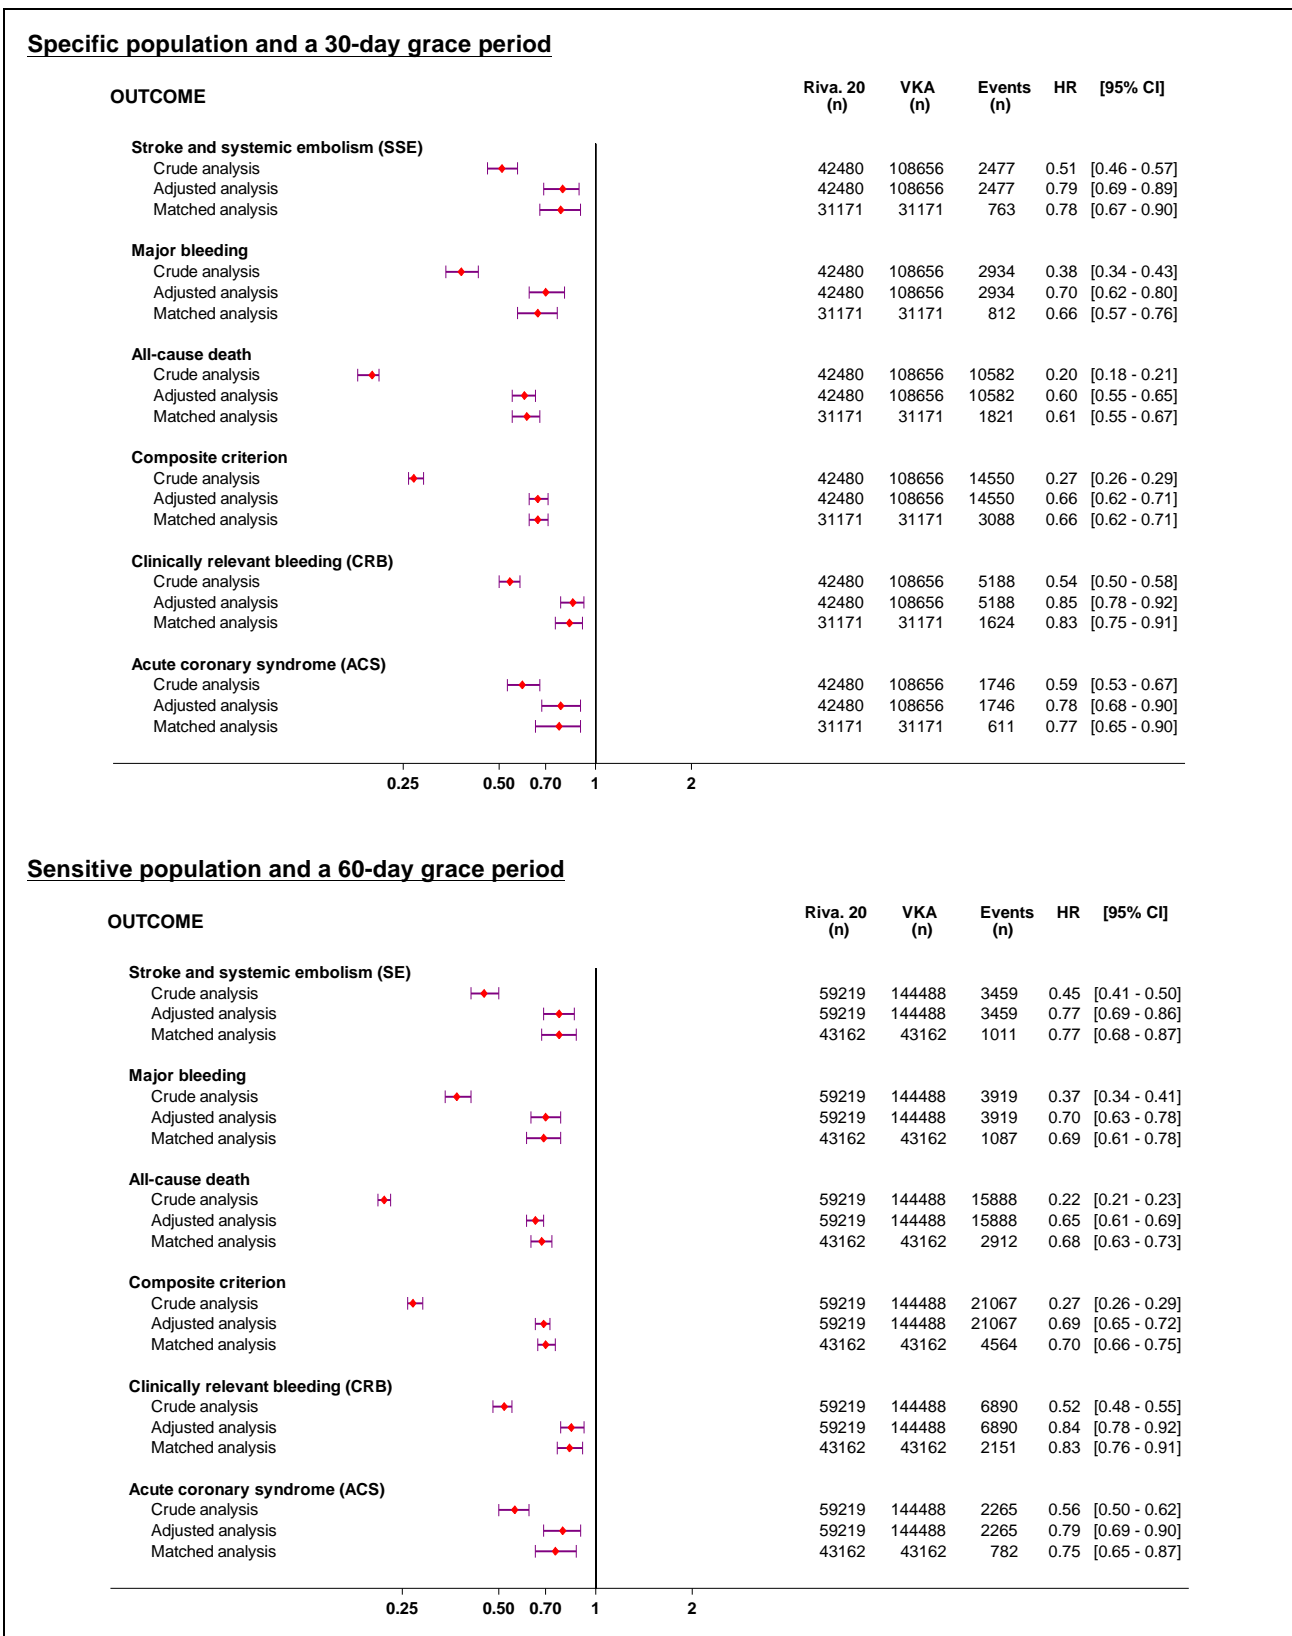 Specific population and a 30-day grace period
OUTCOME Riva. 20 (n) VKA (n) Events (n) HR [95% CI]
Stroke and systemic embolism (SSE)
Crude analysis 42480 108656 2477 0.51 [0.46 - 0.57]
Adjusted analysis 42480 108656 2477 0.79 [0.69 - 0.89]
Matched analysis 31171 31171 763 0.78 [0.67 - 0.90]
Major bleeding
Crude analysis 42480 108656 2934 0.38 [0.34 - 0.43]
Adjusted analysis 42480 108656 2934 0.70 [0.62 - 0.80]
Matched analysis 31171 31171 812 0.66 [0.57 - 0.76]
All-cause death
Crude analysis 42480 108656 10582 0.20 [0.18 - 0.21]
Adjusted analysis 42480 108656 10582 0.60 [0.55 - 0.65]
Matched analysis 31171 31171 1821 0.61 [0.55 - 0.67]
Composite criterion
Crude analysis 42480 108656 14550 0.27 [0.26 - 0.29]
Adjusted analysis 42480 108656 14550 0.66 [0.62 - 0.71]
Matched analysis 31171 31171 3088 0.66 [0.62 - 0.71]
Clinically relevant bleeding (CRB)
Crude analysis 42480 108656 5188 0.54 [0.50 - 0.58]
Adjusted analysis 42480 108656 5188 0.85 [0.78 - 0.92]
Matched analysis 31171 31171 1624 0.83 [0.75 - 0.91]
Acute coronary syndrome (ACS)
Crude analysis 42480 108656 1746 0.59 [0.53 - 0.67]
Adjusted analysis 42480 108656 1746 0.78 [0.68 - 0.90]
Matched analysis 31171 31171 611 0.77 [0.65 - 0.90]
0.25 0.50 0.70 1 2
Sensitive population and a 60-day grace period
OUTCOME Riva. 20 (n) VKA (n) Events (n) HR [95% CI]
Stroke and systemic embolism (SE)
Crude analysis 59219 144488 3459 0.45 [0.41 - 0.50]
Adjusted analysis 59219 144488 3459 0.77 [0.69 - 0.86]
Matched analysis 43162 43162 1011 0.77 [0.68 - 0.87]
Major bleeding
Crude analysis 59219 144488 3919 0.37 [0.34 - 0.41]
Adjusted analysis 59219 144488 3919 0.70 [0.63 - 0.78]
Matched analysis 43162 43162 1087 0.69 [0.61 - 0.78]
All-cause death
Crude analysis 59219 144488 15888 0.22 [0.21 - 0.23]
Adjusted analysis 59219 144488 15888 0.65 [0.61 - 0.69]
Matched analysis 43162 43162 2912 0.68 [0.63 - 0.73]
Composite criterion
Crude analysis 59219 144488 21067 0.27 [0.26 - 0.29]
Adjusted analysis 59219 144488 21067 0.69 [0.65 - 0.72]
Matched analysis 43162 43162 4564 0.70 [0.66 - 0.75]
Clinically relevant bleeding (CRB)
Crude analysis 59219 144488 6890 0.52 [0.48 - 0.55]
Adjusted analysis 59219 144488 6890 0.84 [0.78 - 0.92]
Matched analysis 43162 43162 2151 0.83 [0.76 - 0.91]
Acute coronary syndrome (ACS)
Crude analysis 59219 144488 2265 0.56 [0.50 - 0.62]
Adjusted analysis 59219 144488 2265 0.79 [0.69 - 0.90]
Matched analysis 43162 43162 782 0.75 [0.65 - 0.87]
0.25 0.50 0.70 1 2